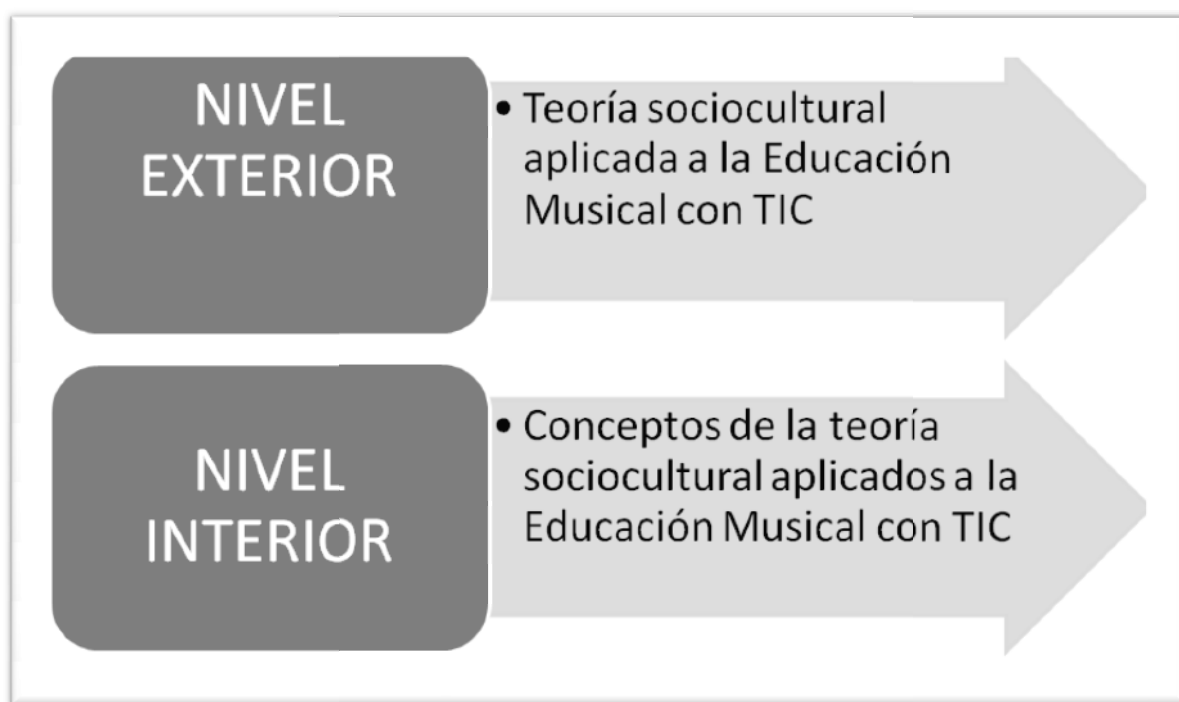 NIVEL
EXTERIOR
• Teoría sociocultural
aplicada a la Educación
Musical con TIC
NIVEL
INTERIOR
• Conceptos de la teoría
sociocultural aplicados a la
Educación Musical con TIC